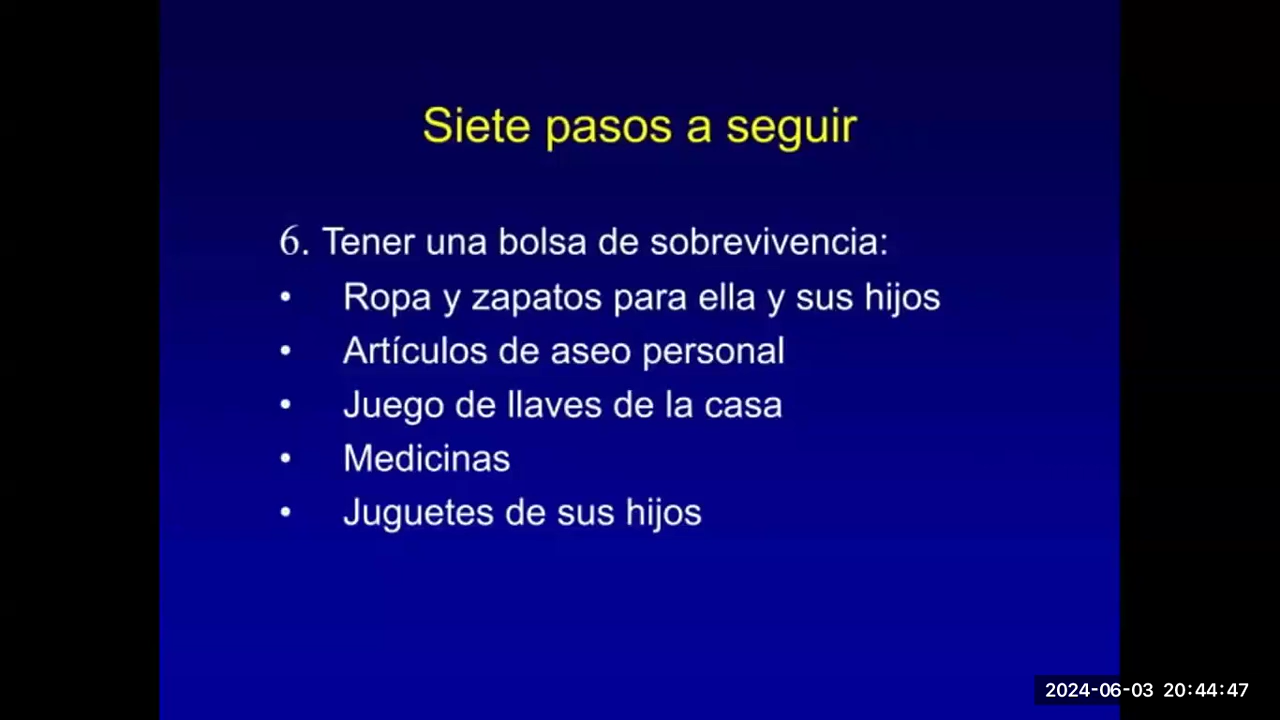 Siete pasos a seguir
6. Tener una bolsa de sobrevivencia:
• Ropa y zapatos para ella y sus hijos
• Artículos de aseo personal
• Juego de llaves de la casa
• Medicinas
• Juguetes de sus hijos
2024-06-03 20:44:47